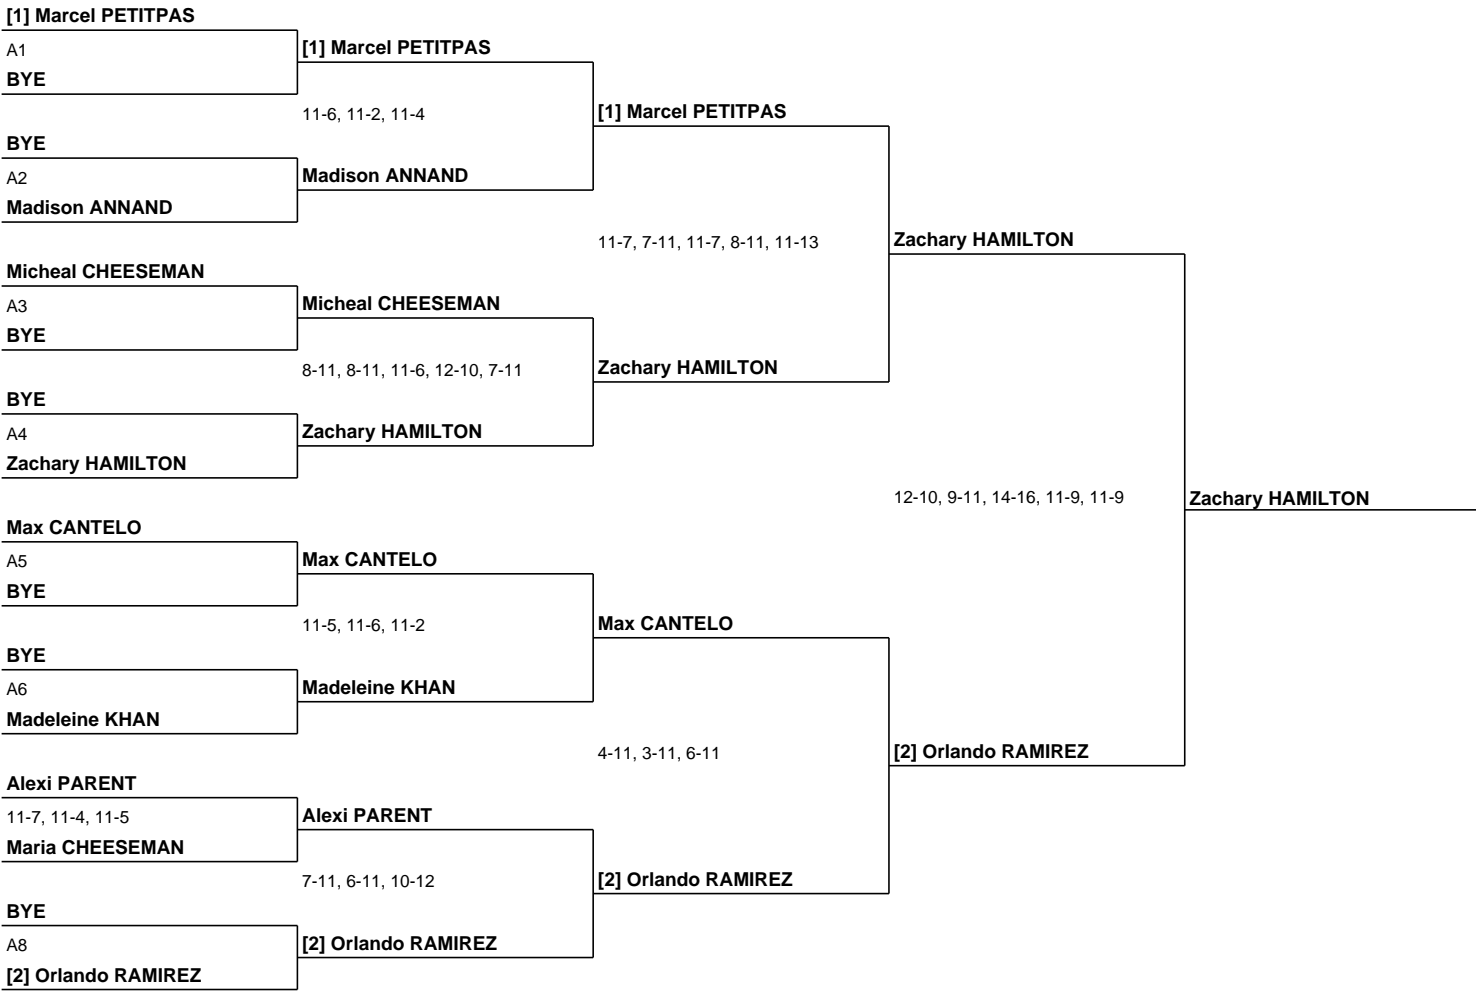 [1] Marcel PETITPAS
A1
BYE
[1] Marcel PETITPAS
11-6, 11-2, 11-4
BYE
A2
Madison ANNAND
Madison ANNAND
[1] Marcel PETITPAS
11-7, 7-11, 11-7, 8-11, 11-13
Micheal CHEESEMAN
A3
BYE
Micheal CHEESEMAN
8-11, 8-11, 11-6, 12-10, 7-11
BYE
A4
Zachary HAMILTON
Zachary HAMILTON
Zachary HAMILTON
Zachary HAMILTON
12-10, 9-11, 14-16, 11-9, 11-9
Zachary HAMILTON
Max CANTELO
A5
BYE
Max CANTELO
11-5, 11-6, 11-2
BYE
A6
Madeleine KHAN
Madeleine KHAN
Max CANTELO
4-11, 3-11, 6-11
Alexi PARENT
11-7, 11-4, 11-5
Maria CHEESEMAN
Alexi PARENT
7-11, 6-11, 10-12
BYE
A8
[2] Orlando RAMIREZ
[2] Orlando RAMIREZ
[2] Orlando RAMIREZ
[2] Orlando RAMIREZ